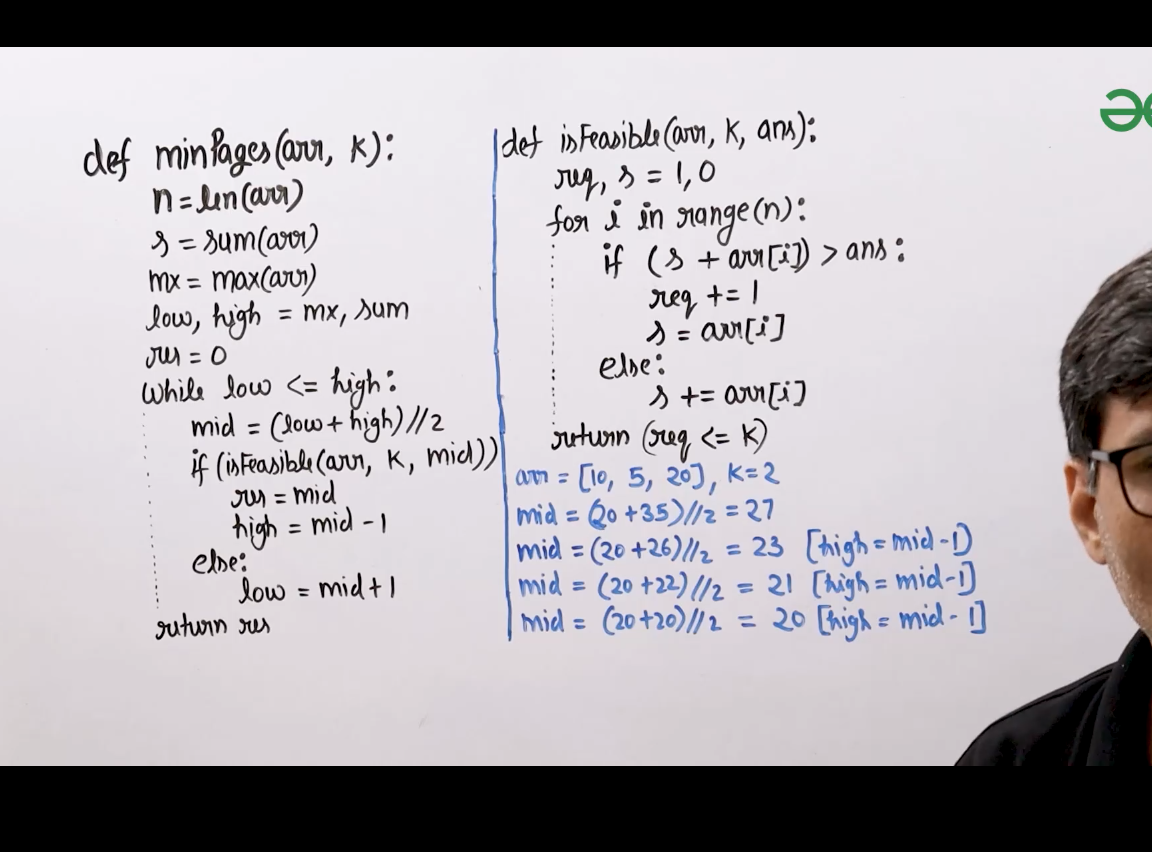 def minPages(arr, K):
n = len(arr)
s = sum(arr)
mx = max(arr)
low, high = mx, sum
res = 0
while low <= high:
mid = (low + high)//2
if (isFeasible(arr, K, mid))
res = mid
high = mid - 1
else:
low = mid + 1
return res
def isFeasible(arr, K, ans):
req, s = 1, 0
for i in range(n):
if (s + arr[i]) > ans:
req += 1
s = arr[i]
else:
s += arr[i]
return (req <= K)
arr = [10, 5, 20], K = 2
mid = (20 + 35)//2 = 27
mid = (20 + 26)//2 = 23 [high = mid - 1]
mid = (20 + 22)//2 = 21 [high = mid - 1]
mid = (20 + 20)//2 = 20 [high = mid - 1]